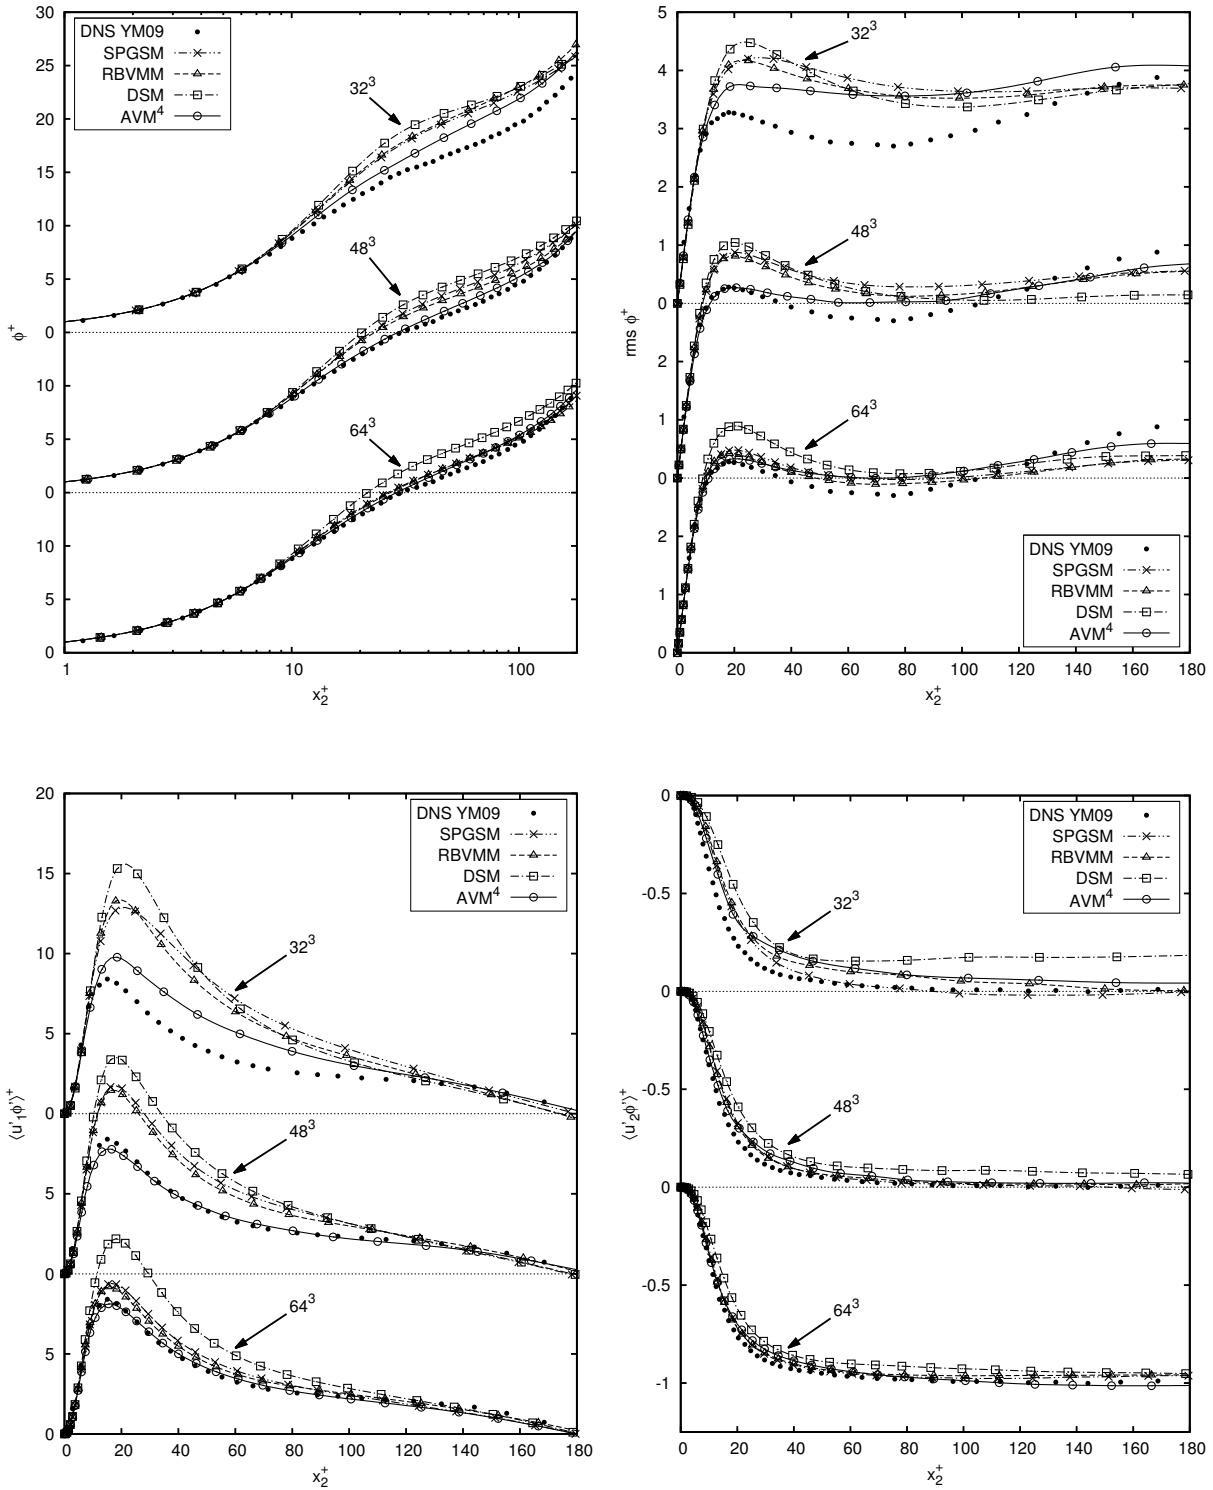 30
25
20
15
10
5
0
10
5
0
10
5
0
ϕ⁺
DNS YM09
SPGSM
RBVMM
DSM
AVM⁴
32³
48³
64³
1 10 100
x₂⁺
5
4
3
2
1
0
2
1
0
2
1
0
rms ϕ⁺
32³
48³
64³
DNS YM09
SPGSM
RBVMM
DSM
AVM⁴
0 20 40 60 80 100 120 140 160 180
x₂⁺
20
15
10
5
0
5
0
5
0
⟨u'₁ϕ'⟩⁺
DNS YM09
SPGSM
RBVMM
DSM
AVM⁴
32³
48³
64³
0 20 40 60 80 100 120 140 160 180
x₂⁺
0
-0.5
0
-0.5
0
-0.5
-1
⟨u'₂ϕ'⟩⁺
DNS YM09
SPGSM
RBVMM
DSM
AVM⁴
32³
48³
64³
0 20 40 60 80 100 120 140 160 180
x₂⁺